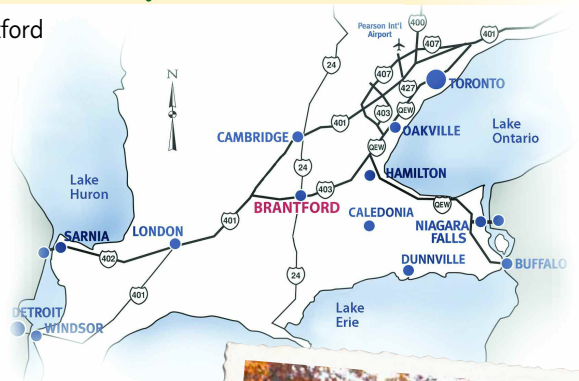 tford
Pearson Int'l
Airport
400
401
407
24
407
427
TORONTO
403
QEW
401
OAKVILLE
Lake
Ontario
CAMBRIDGE
N
QEW
24
HAMILTON
Lake
Huron
403
BRANTFORD
QEW
401
CALEDONIA
NIAGARA
FALLS
SARNIA
LONDON
402
DUNNVILLE
BUFFALO
24
401
Lake
Erie
DETROIT
WINDSOR